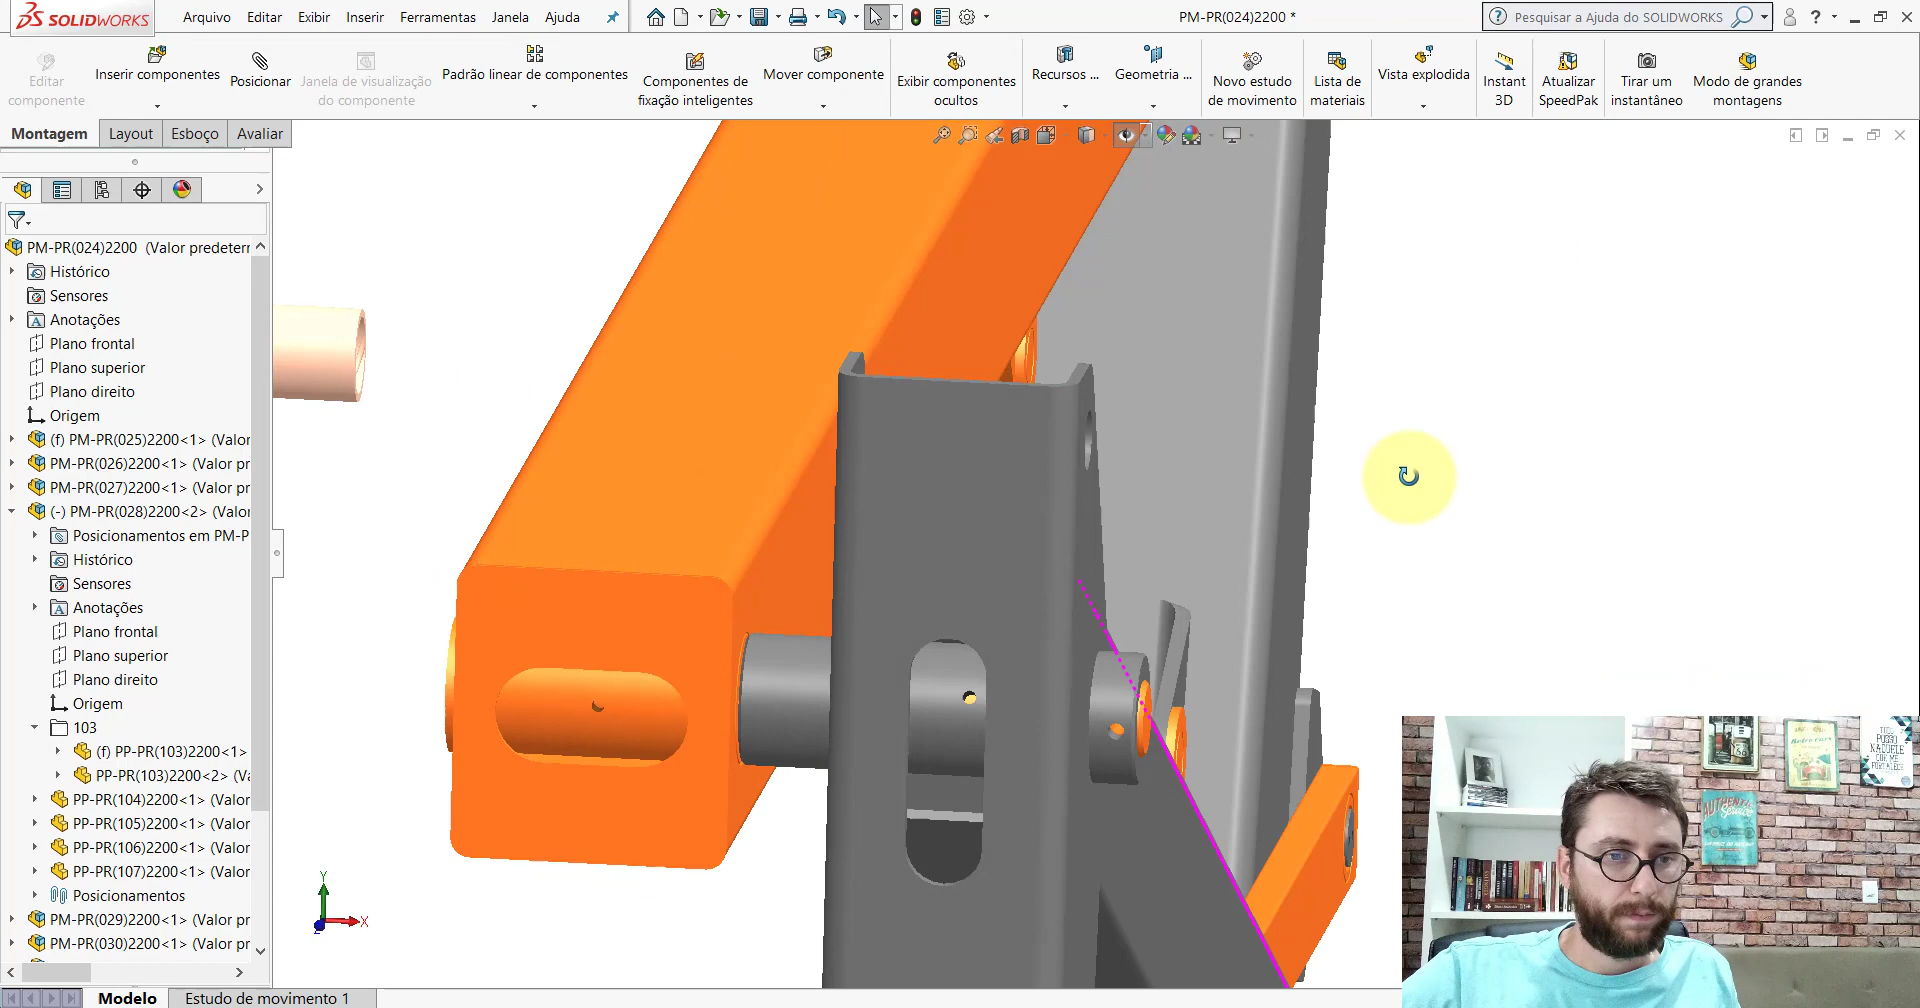 SOLIDWORKS
Arquivo
Editar
Exibir
Inserir
Ferramentas
Janela
Ajuda
PM-PR(024)2200 *
Pesquisar a Ajuda do SOLIDWORKS
?
Editar
componente
Inserir componentes
Posicionar
Janela de visualização
do componente
Padrão linear de componentes
Componentes de
fixação inteligentes
Mover componente
Exibir componentes
ocultos
Recursos ...
Geometria ...
Novo estudo
de movimento
Lista de
materiais
Vista explodida
Instant
3D
Atualizar
SpeedPak
Tirar um
instantâneo
Modo de grandes
montagens
Montagem
Layout
Esboço
Avaliar
PM-PR(024)2200 (Valor predeterr
Histórico
Sensores
Anotações
Plano frontal
Plano superior
Plano direito
Origem
(f) PM-PR(025)2200<1> (Valor
PM-PR(026)2200<1> (Valor pr
PM-PR(027)2200<1> (Valor pr
(-) PM-PR(028)2200<2> (Valor
Posicionamentos em PM-P
Histórico
Sensores
Anotações
Plano frontal
Plano superior
Plano direito
Origem
103
(f) PP-PR(103)2200<1>
PP-PR(103)2200<2> (Va
PP-PR(104)2200<1> (Valor
PP-PR(105)2200<1> (Valor
PP-PR(106)2200<1> (Valor
PP-PR(107)2200<1> (Valor
Posicionamentos
PM-PR(029)2200<1> (Valor pr
PM-PR(030)2200<1> (Valor pr
Y
X
Z
TUDO
POSSO
NAQUELE
QUE ME
FORTALECE
AUTHENTIC
Service
Modelo
Estudo de movimento 1